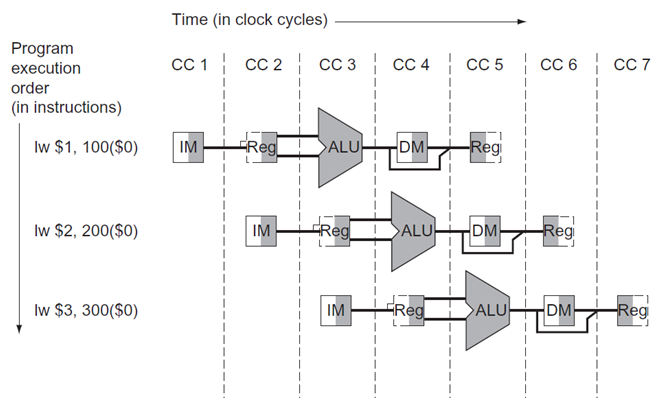 Time (in clock cycles)
Program
execution
order
(in instructions)
CC 1 CC 2 CC 3 CC 4 CC 5 CC 6 CC 7
lw $1, 100($0) IM Reg ALU DM Reg
lw $2, 200($0) IM Reg ALU DM Reg
lw $3, 300($0) IM Reg ALU DM Reg